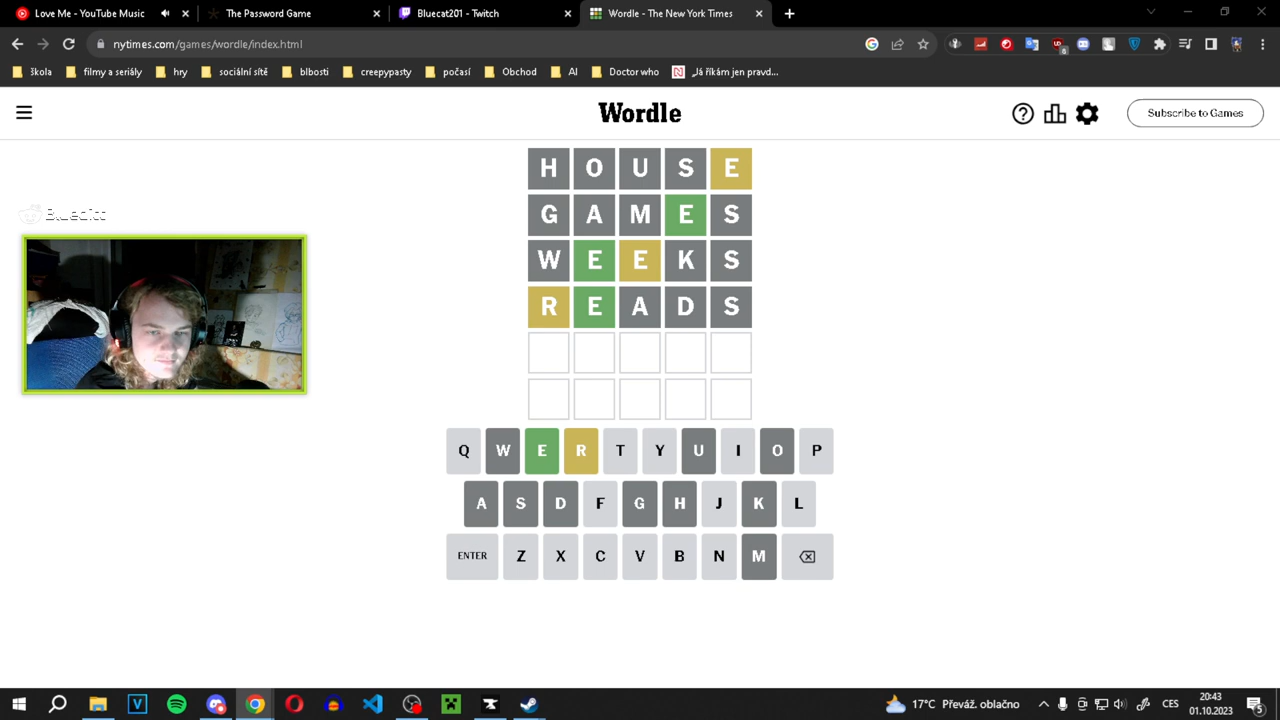 Love Me - YouTube Music
The Password Game
Bluecat201 - Twitch
Wordle - The New York Times
nytimes.com/games/wordle/index.html
škola
filmy a seriály
hry
sociální sítě
blbosti
creepypasty
počasí
Obchod
AI
Doctor who
„Já říkám jen pravd...
Wordle
Subscribe to Games
H O U S E
G A M E S
W E E K S
R E A D S
Q W E R T Y U I O P
A S D F G H J K L
ENTER Z X C V B N M
17°C Převáž. oblačno
CES
20:43
01.10.2023
5